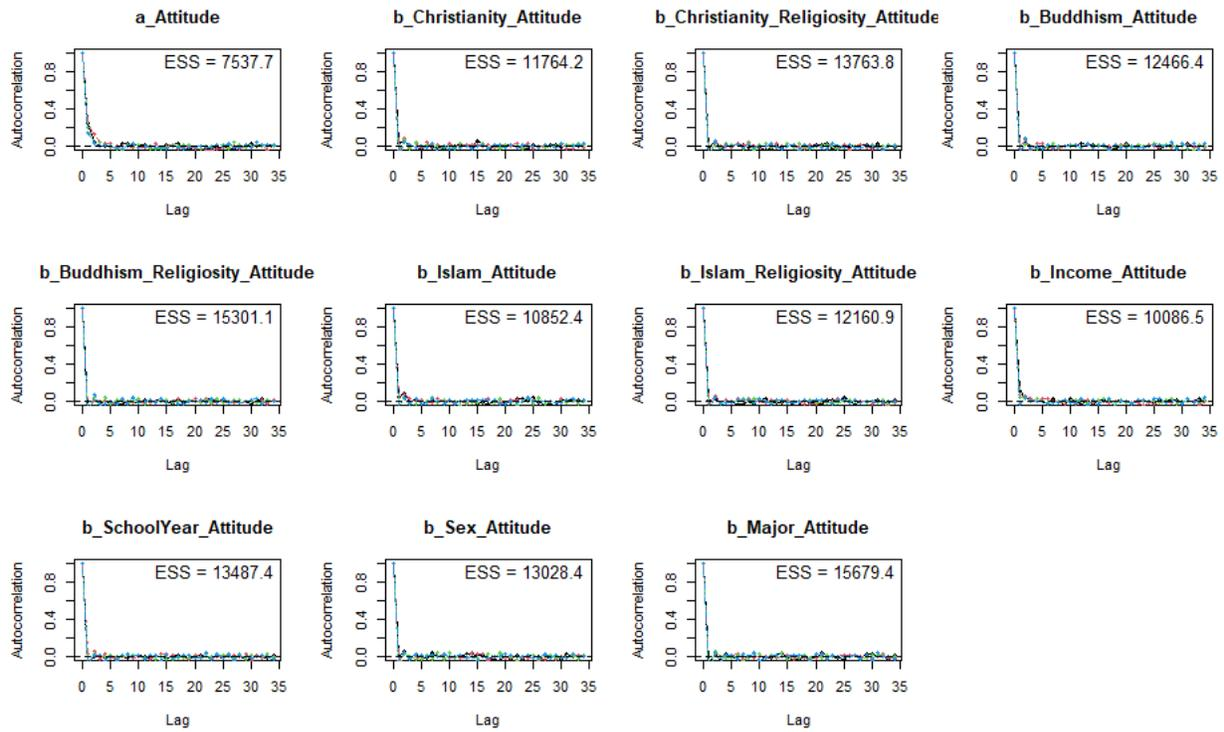 a_Attitude
ESS = 7537.7
Autocorrelation
0.0 0.4 0.8
0 5 10 15 20 25 30 35
Lag
b_Christianity_Attitude
ESS = 11764.2
Autocorrelation
0.0 0.4 0.8
0 5 10 15 20 25 30 35
Lag
b_Christianity_Religiosity_Attitude
ESS = 13763.8
Autocorrelation
0.0 0.4 0.8
0 5 10 15 20 25 30 35
Lag
b_Buddhism_Attitude
ESS = 12466.4
Autocorrelation
0.0 0.4 0.8
0 5 10 15 20 25 30 35
Lag
b_Buddhism_Religiosity_Attitude
ESS = 15301.1
Autocorrelation
0.0 0.4 0.8
0 5 10 15 20 25 30 35
Lag
b_Islam_Attitude
ESS = 10852.4
Autocorrelation
0.0 0.4 0.8
0 5 10 15 20 25 30 35
Lag
b_Islam_Religiosity_Attitude
ESS = 12160.9
Autocorrelation
0.0 0.4 0.8
0 5 10 15 20 25 30 35
Lag
b_Income_Attitude
ESS = 10086.5
Autocorrelation
0.0 0.4 0.8
0 5 10 15 20 25 30 35
Lag
b_SchoolYear_Attitude
ESS = 13487.4
Autocorrelation
0.0 0.4 0.8
0 5 10 15 20 25 30 35
Lag
b_Sex_Attitude
ESS = 13028.4
Autocorrelation
0.0 0.4 0.8
0 5 10 15 20 25 30 35
Lag
b_Major_Attitude
ESS = 15679.4
Autocorrelation
0.0 0.4 0.8
0 5 10 15 20 25 30 35
Lag